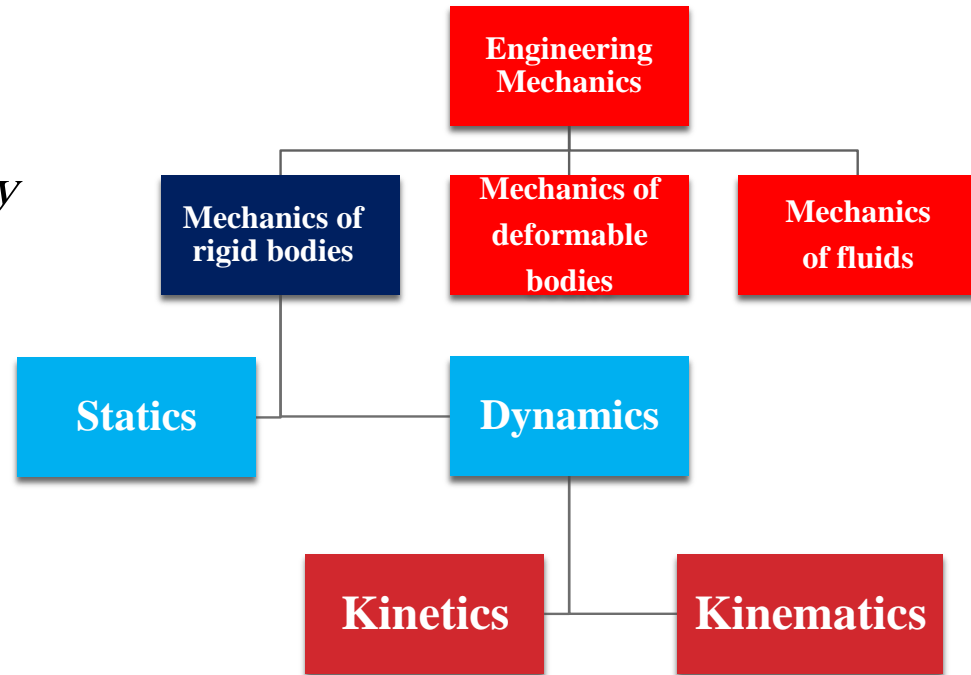 Engineering
Mechanics
y
Mechanics of
rigid bodies
Mechanics of
deformable
bodies
Mechanics
of fluids
Statics
Dynamics
Kinetics
Kinematics